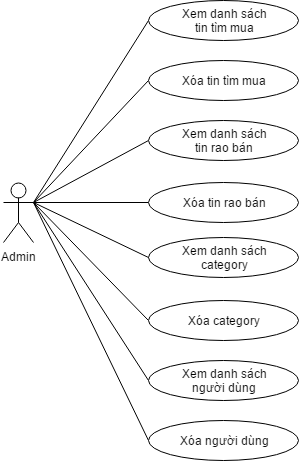 Xem danh sách
tin tìm mua
Xóa tin tìm mua
Xem danh sách
tin rao bán
Xóa tin rao bán
Admin
Xem danh sách
category
Xóa category
Xem danh sách
người dùng
Xóa người dùng